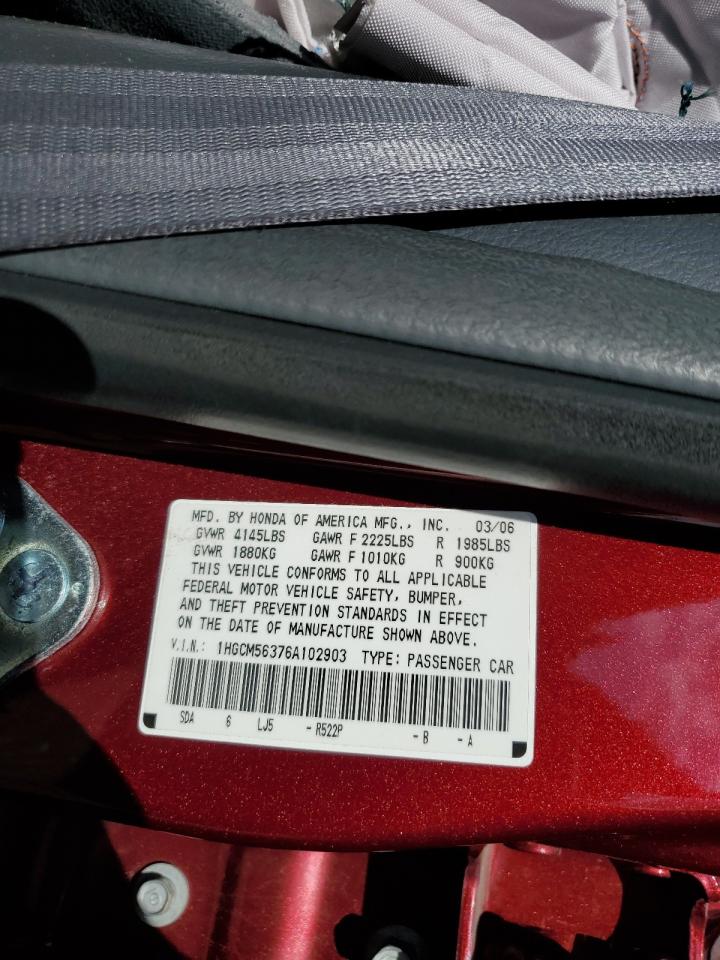 MFD. BY HONDA OF AMERICA MFG., INC. 03/06
GVWR 4145LBS GAWR F 2225LBS R 1985LBS
GVWR 1880KG GAWR F 1010KG R 900KG
THIS VEHICLE CONFORMS TO ALL APPLICABLE
FEDERAL MOTOR VEHICLE SAFETY, BUMPER,
AND THEFT PREVENTION STANDARDS IN EFFECT
ON THE DATE OF MANUFACTURE SHOWN ABOVE.
V.I.N.: 1HGCM56376A102903 TYPE: PASSENGER CAR
SDA 6 LJ5 -R522P -B -A